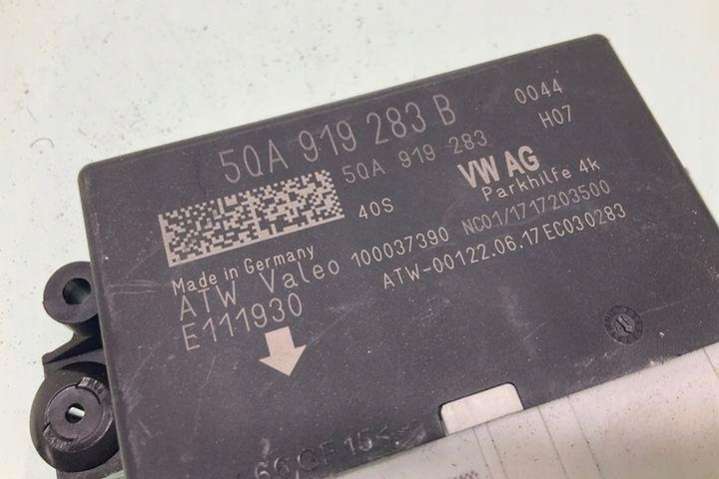 5QA 919 283 B
0044
5QA 919 283
H07
40S
VW AG
Parkhilfe 4k
Made in Germany
ATW Valeo 100037390 NC01/1717203500
E111930
ATW-00122.06.17EC030283